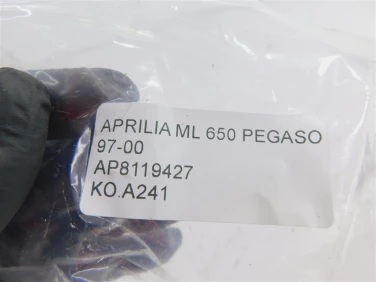 APRILIA ML 650 PEGASO
97-00
AP8119427
KO.A241